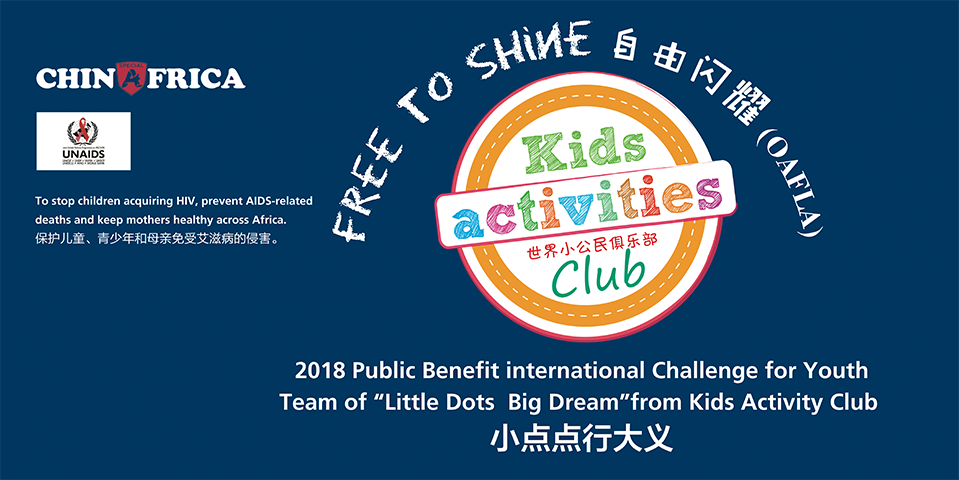 CHINAFRICA
SPECIAL
UNAIDS
To stop children acquiring HIV, prevent AIDS-related
deaths and keep mothers healthy across Africa.
保护儿童、青少年和母亲免受艾滋病的侵害。
FREE TO SHiNE 自由闪耀 (OAFLA)
Kids
activities
世界小公民俱乐部
Club
2018 Public Benefit international Challenge for Youth
Team of “Little Dots Big Dream”from Kids Activity Club
小点点行大义